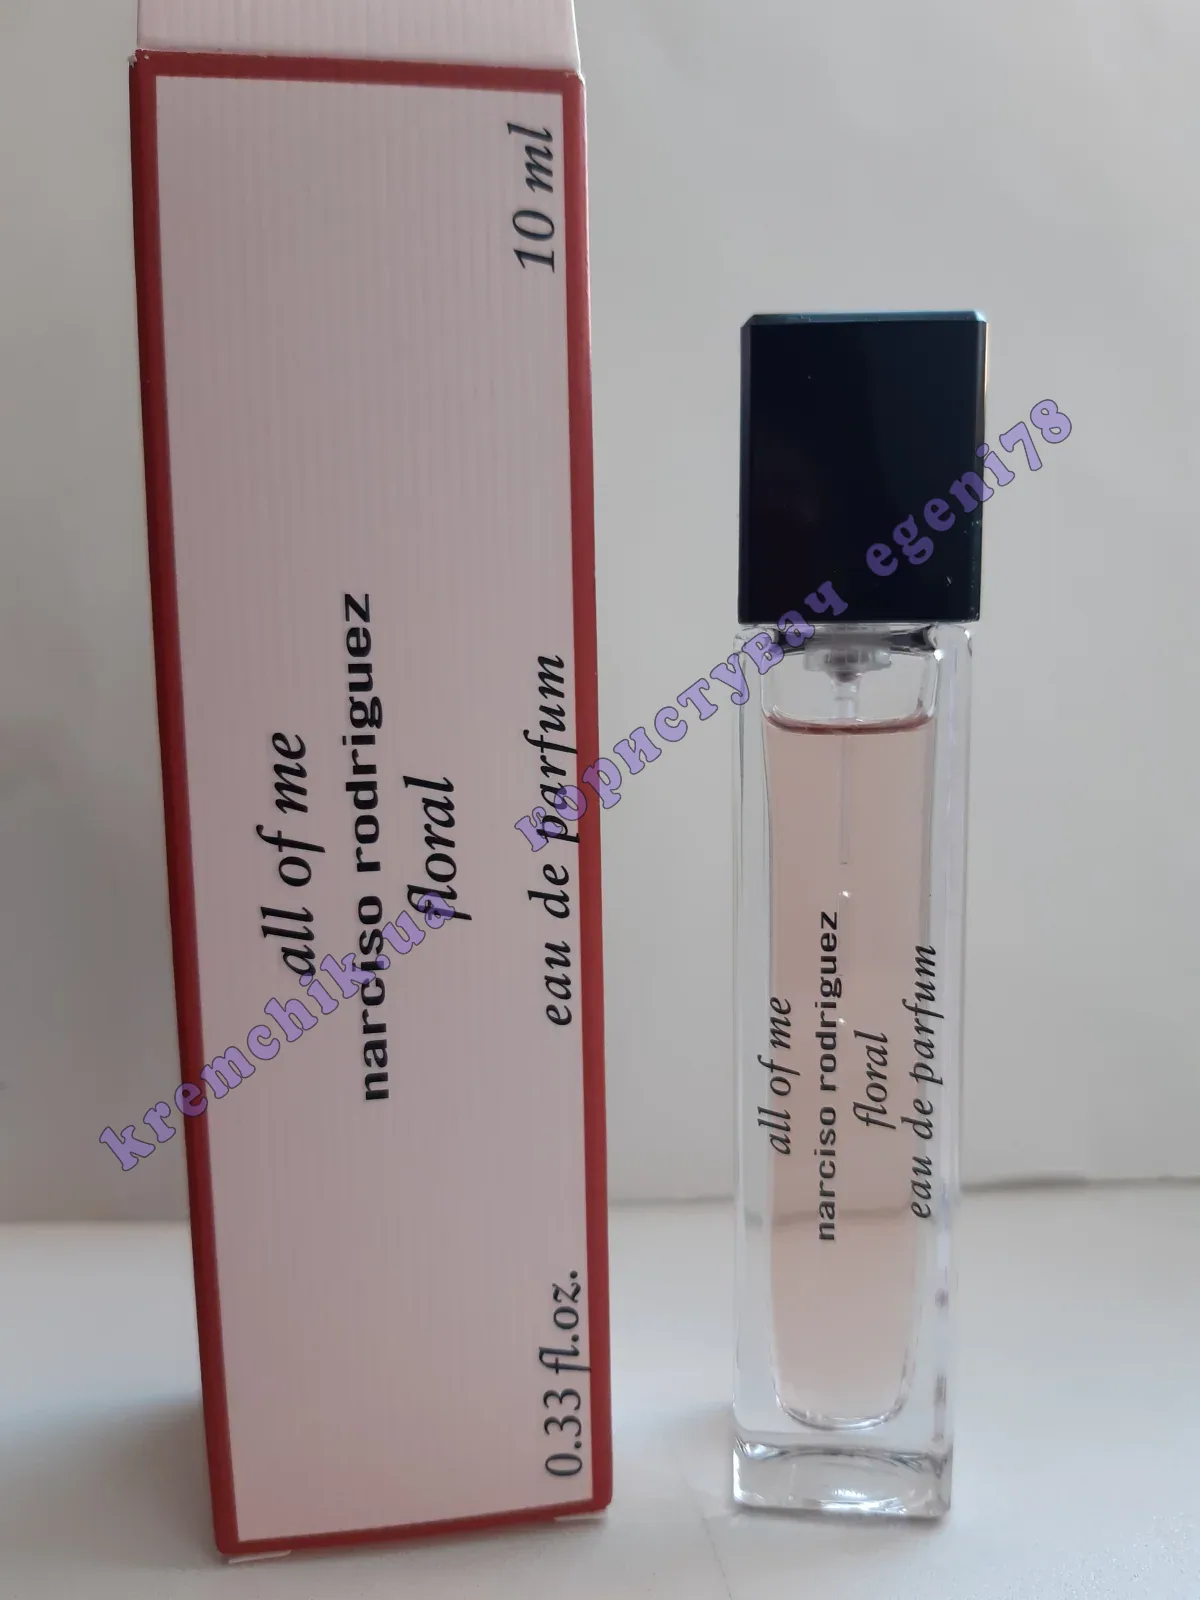 10 ml
all of me
narciso rodriguez
floral
eau de parfum
0.33 fl.oz.
all of me
narciso rodriguez
floral
eau de parfum
kremchik.ua користувач egeni78